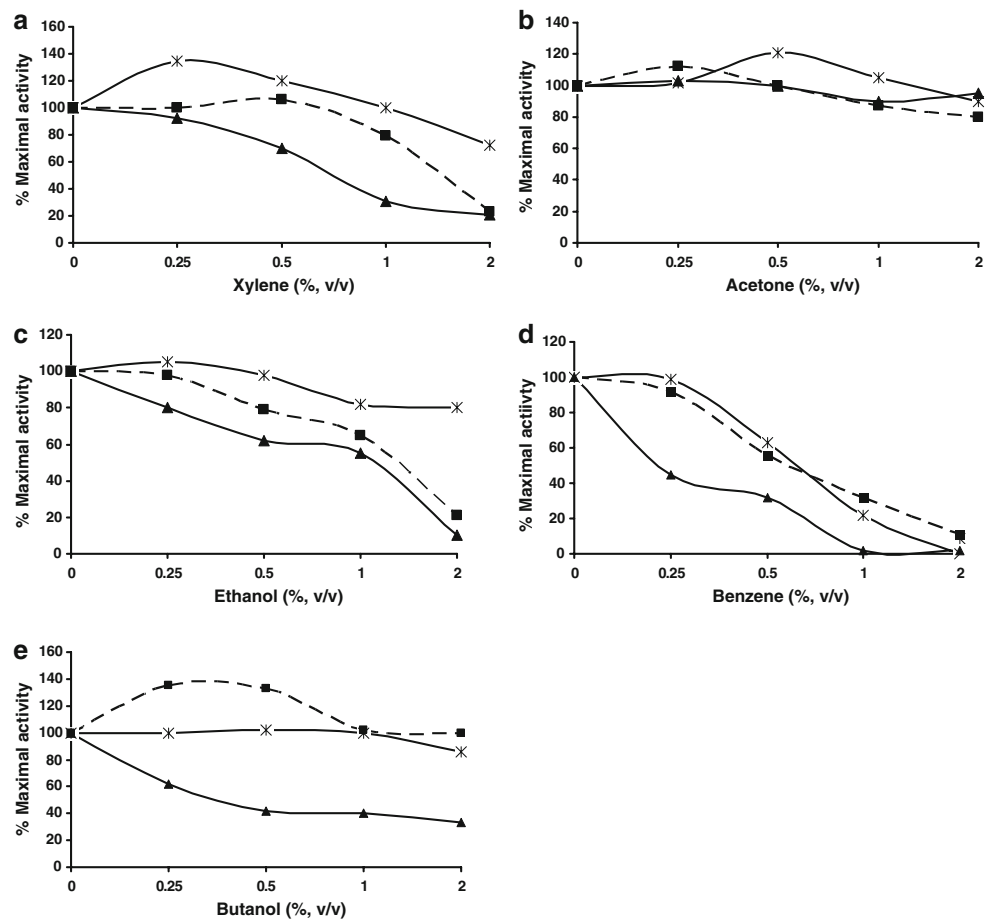 a
160
140
120
100
80
60
40
20
0
% Maximal activity
0 0.25 0.5 1 2
Xylene (%, v/v)
b
140
120
100
80
60
40
20
0
% Maximal activity
0 0.25 0.5 1 2
Acetone (%, v/v)
c
120
100
80
60
40
20
0
% Maximal activity
0 0.25 0.5 1 2
Ethanol (%, v/v)
d
120
100
80
60
40
20
0
% Maximal actiivty
0 0.25 0.5 1 2
Benzene (%, v/v)
e
160
140
120
100
80
60
40
20
0
% Maximal activity
0 0.25 0.5 1 2
Butanol (%, v/v)